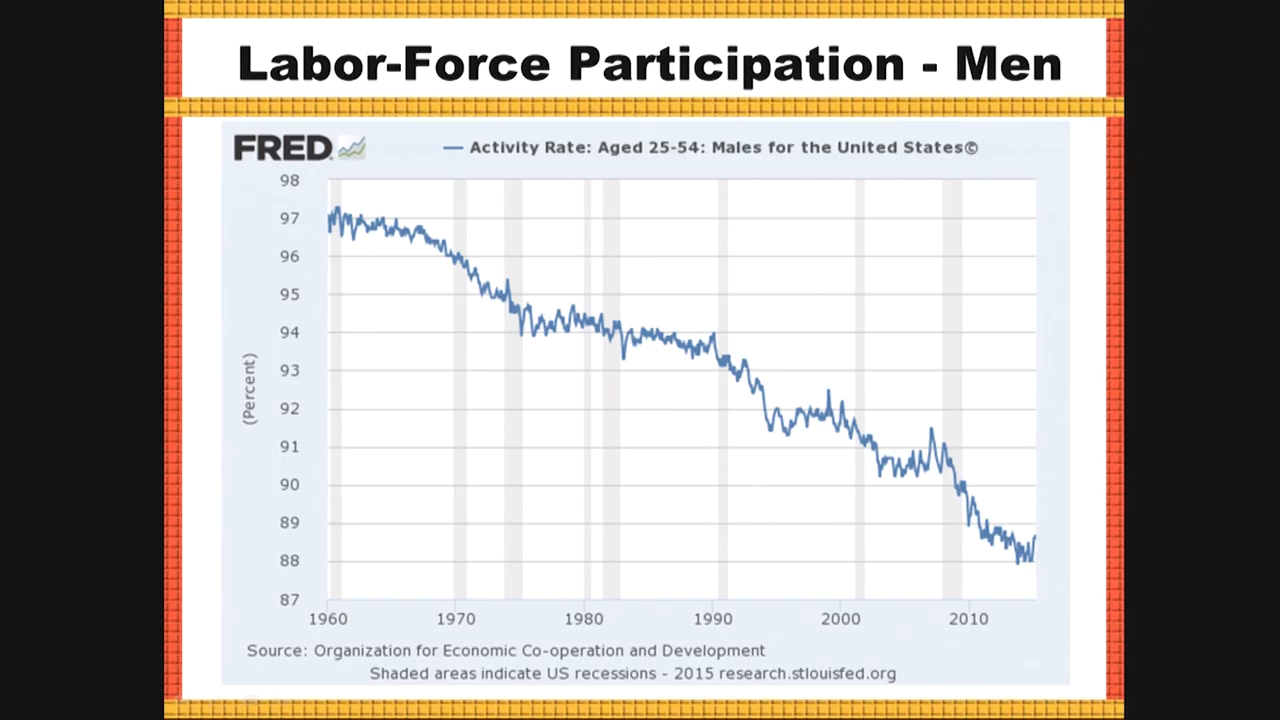 Labor-Force Participation - Men
FRED
Activity Rate: Aged 25-54: Males for the United States©
98
97
96
95
94
93
92
91
90
89
88
87
(Percent)
1960 1970 1980 1990 2000 2010
Source: Organization for Economic Co-operation and Development
Shaded areas indicate US recessions - 2015 research.stlouisfed.org